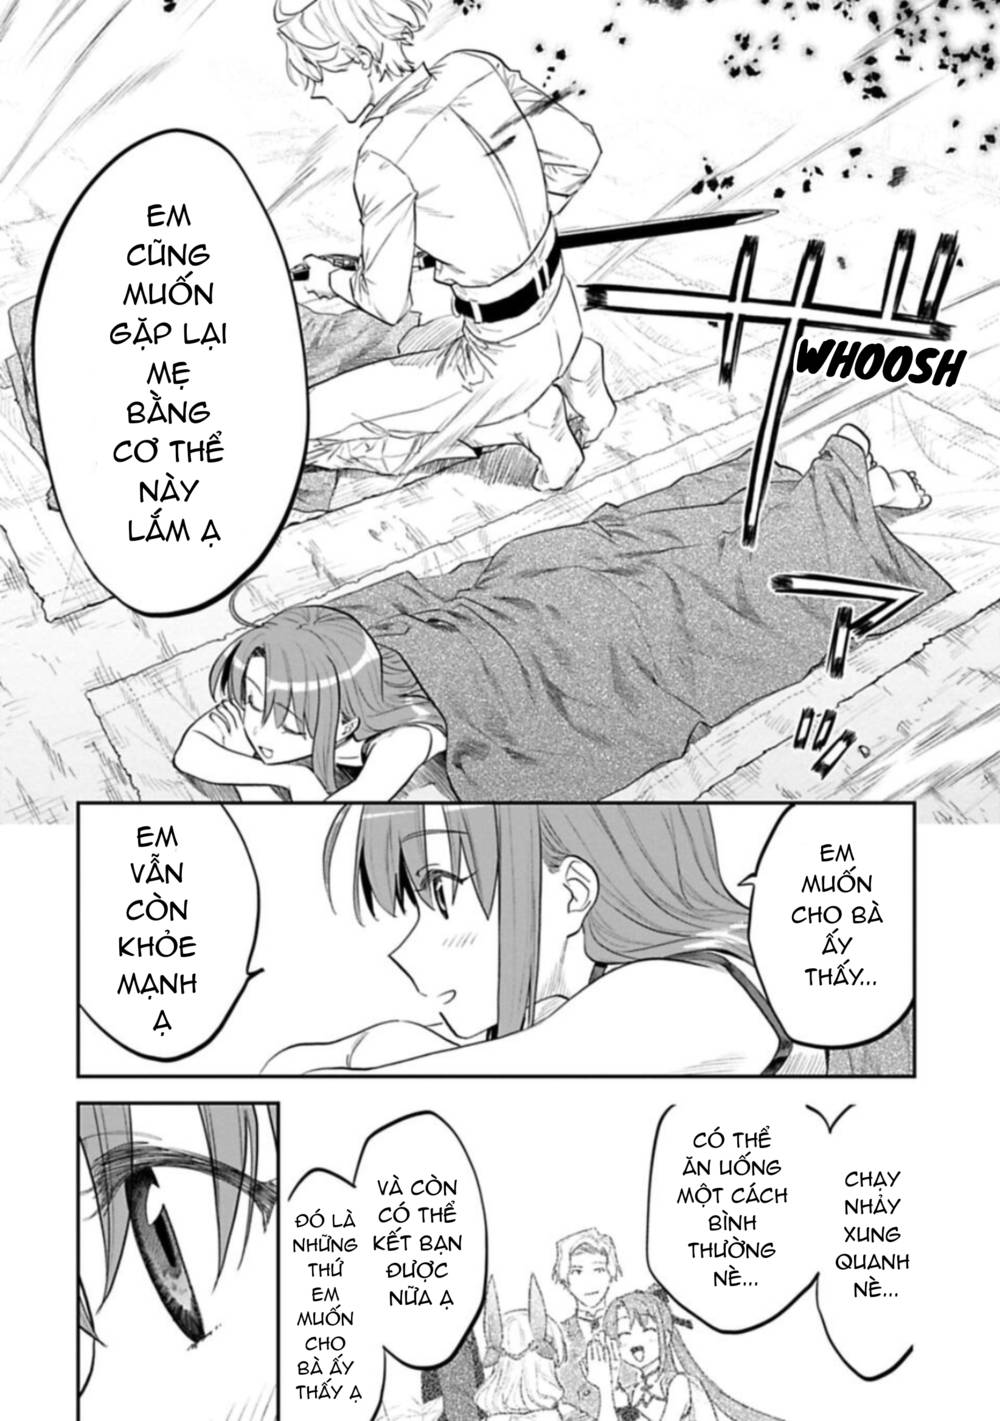 EM
CŨNG
MUỐN
GẶP LẠI
MẸ
BẰNG
CƠ THỂ
NÀY
LẮM Ạ
WHOOSH
EM
MUỐN
CHO BÀ
ẤY
THẤY...
EM
VẪN
CÒN
KHỎE
MẠNH
Ạ
CHẠY
NHẢY
XUNG
QUANH
NÈ...
CÓ THỂ
ĂN UỐNG
MỘT CÁCH
BÌNH
THƯỜNG
NÈ...
VÀ CÒN
CÓ THỂ
KẾT BẠN
ĐƯỢC
NỮA Ạ
ĐÓ LÀ
NHỮNG
THỨ
EM
MUỐN
CHO
BÀ ẤY
THẤY Ạ